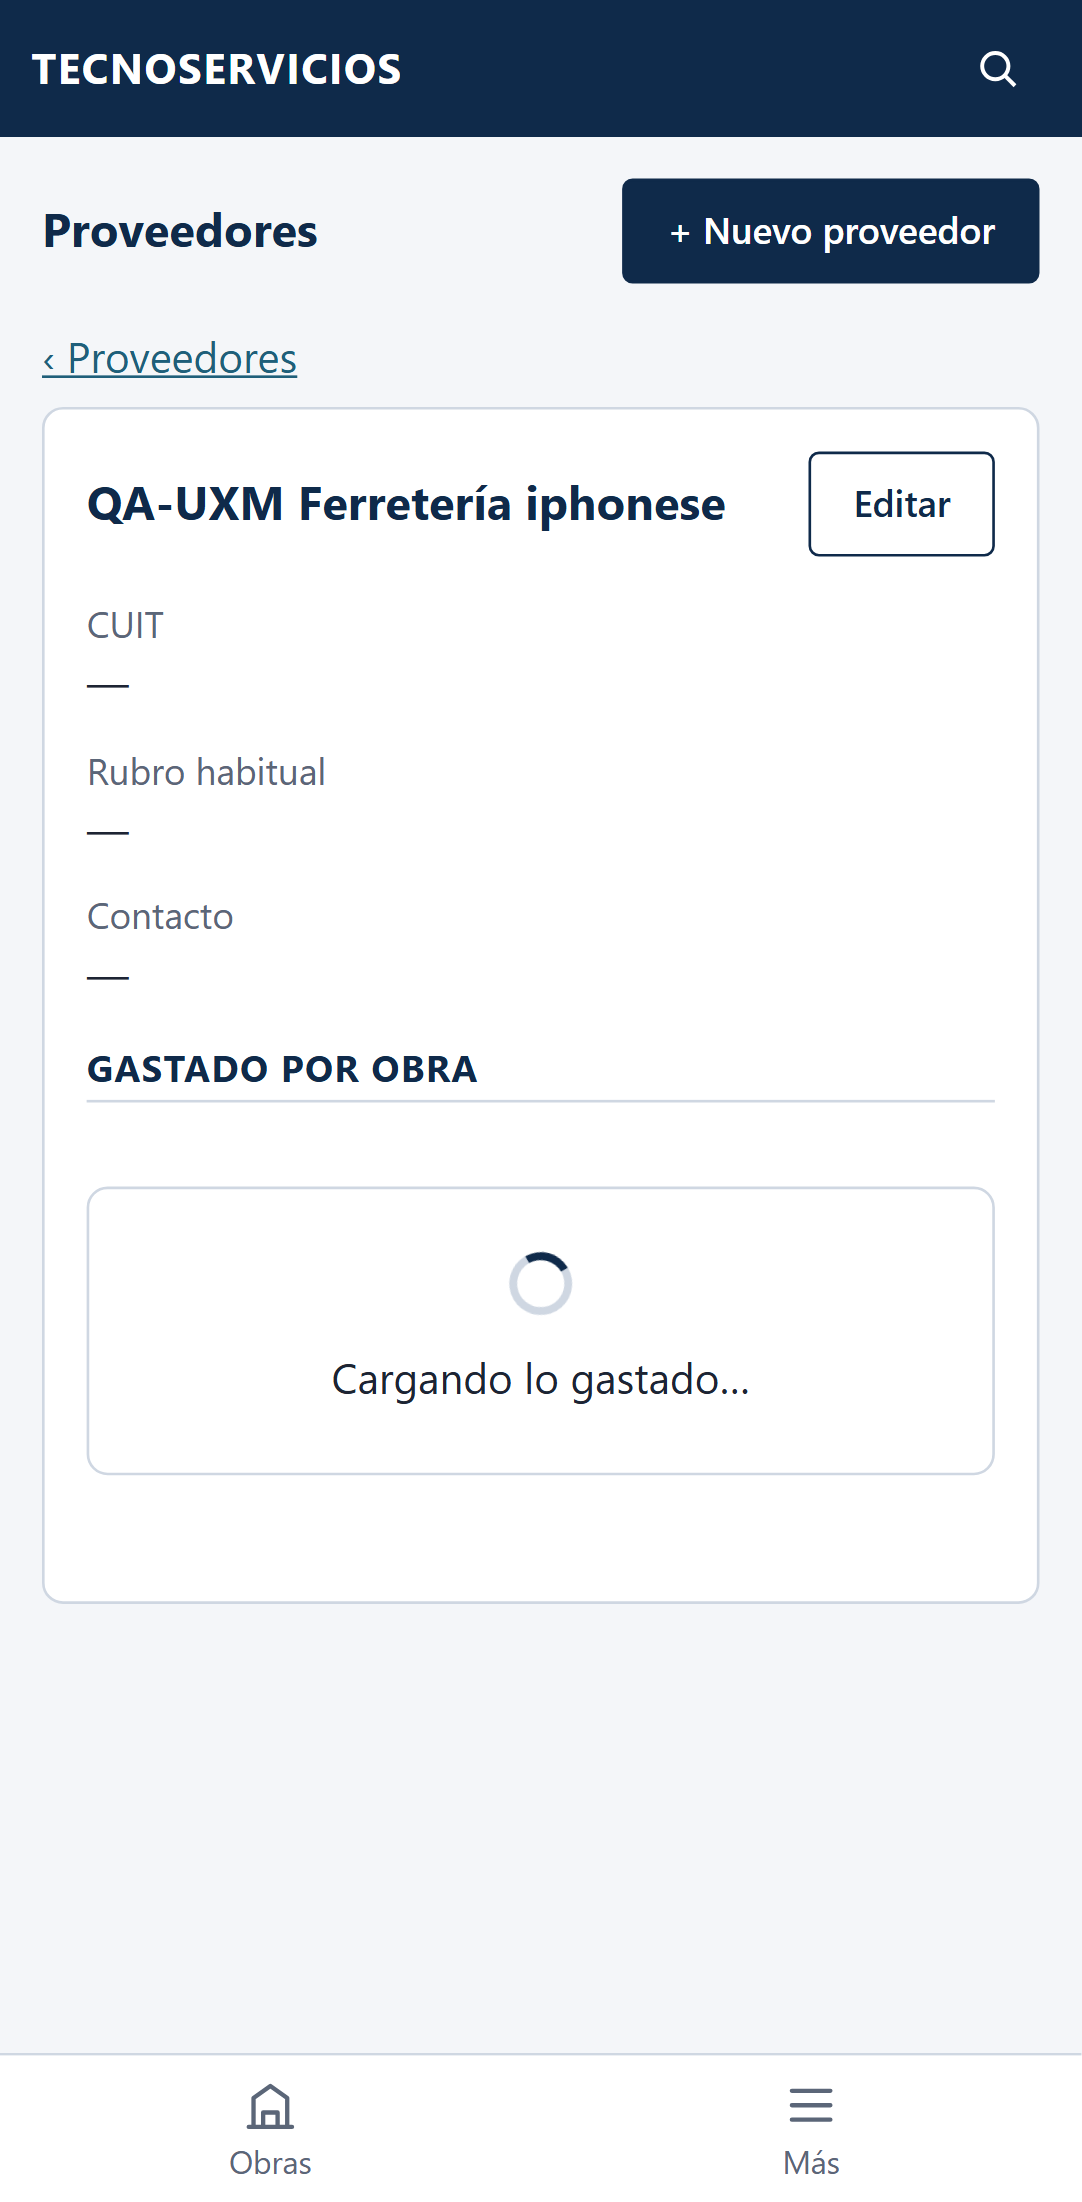 TECNOSERVICIOS
Proveedores
+ Nuevo proveedor
‹ Proveedores
QA-UXM Ferretería iphonese
Editar
CUIT
—
Rubro habitual
—
Contacto
—
GASTADO POR OBRA
Cargando lo gastado...
Obras
Más